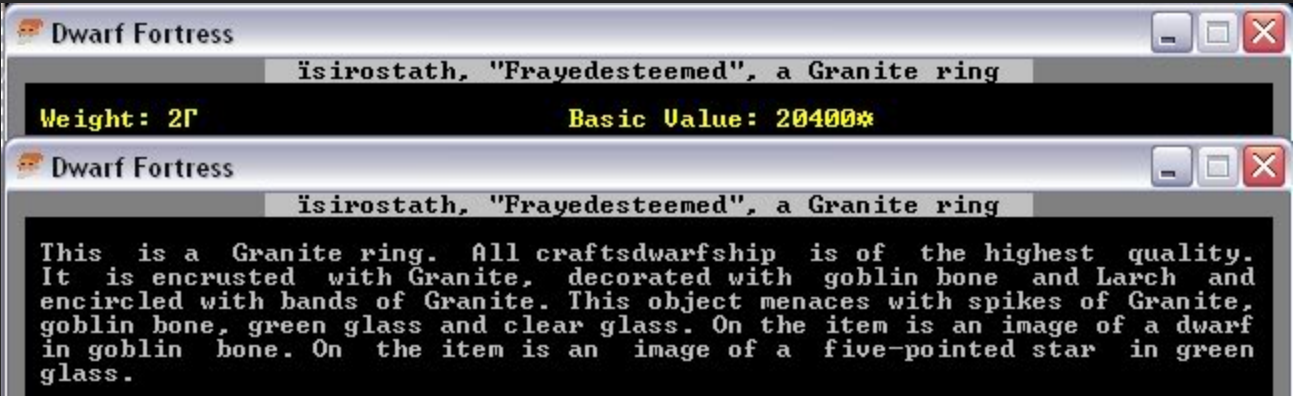 Dwarf Fortress
ïsirostath, "Frayedesteemed", a Granite ring
Weight: 2Γ Basic Value: 20400☼
Dwarf Fortress
ïsirostath, "Frayedesteemed", a Granite ring
This is a Granite ring. All craftsdwarfship is of the highest quality.
It is encrusted with Granite, decorated with goblin bone and Larch and
encircled with bands of Granite. This object menaces with spikes of Granite,
goblin bone, green glass and clear glass. On the item is an image of a dwarf
in goblin bone. On the item is an image of a five-pointed star in green
glass.